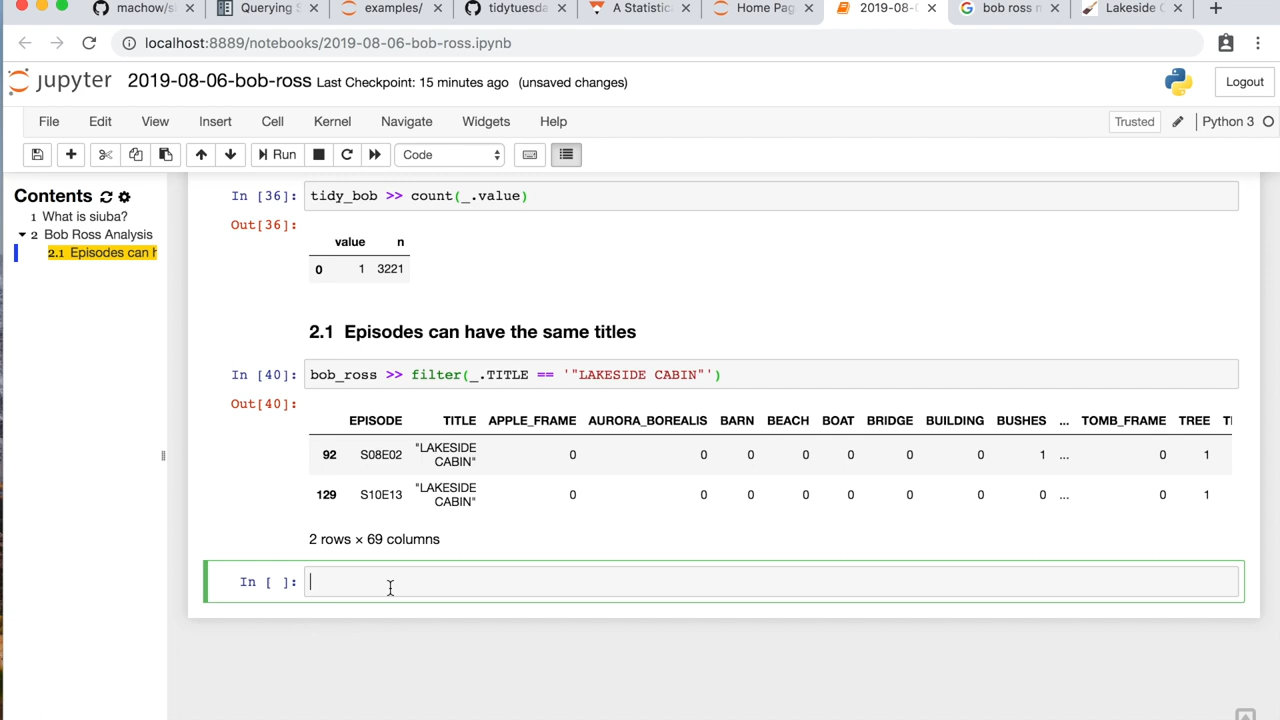 machow/si
Querying S
examples/
tidytuesda
A Statistica
Home Page
2019-08-
bob ross n
Lakeside C
localhost:8889/notebooks/2019-08-06-bob-ross.ipynb
jupyter 2019-08-06-bob-ross Last Checkpoint: 15 minutes ago (unsaved changes)
Logout
File Edit View Insert Cell Kernel Navigate Widgets Help
Trusted
Python 3
Run
Code
Contents
1 What is siuba?
2 Bob Ross Analysis
2.1 Episodes can h
In [36]: tidy_bob >> count(_.value)
Out[36]:
value n
0 1 3221
2.1 Episodes can have the same titles
In [40]: bob_ross >> filter(_.TITLE == '"LAKESIDE CABIN"')
Out[40]:
EPISODE TITLE APPLE_FRAME AURORA_BOREALIS BARN BEACH BOAT BRIDGE BUILDING BUSHES ... TOMB_FRAME TREE TI
92 S08E02 "LAKESIDE CABIN" 0 0 0 0 0 0 0 1 ... 0 1
129 S10E13 "LAKESIDE CABIN" 0 0 0 0 0 0 0 0 ... 0 1
2 rows × 69 columns
In [ ]: